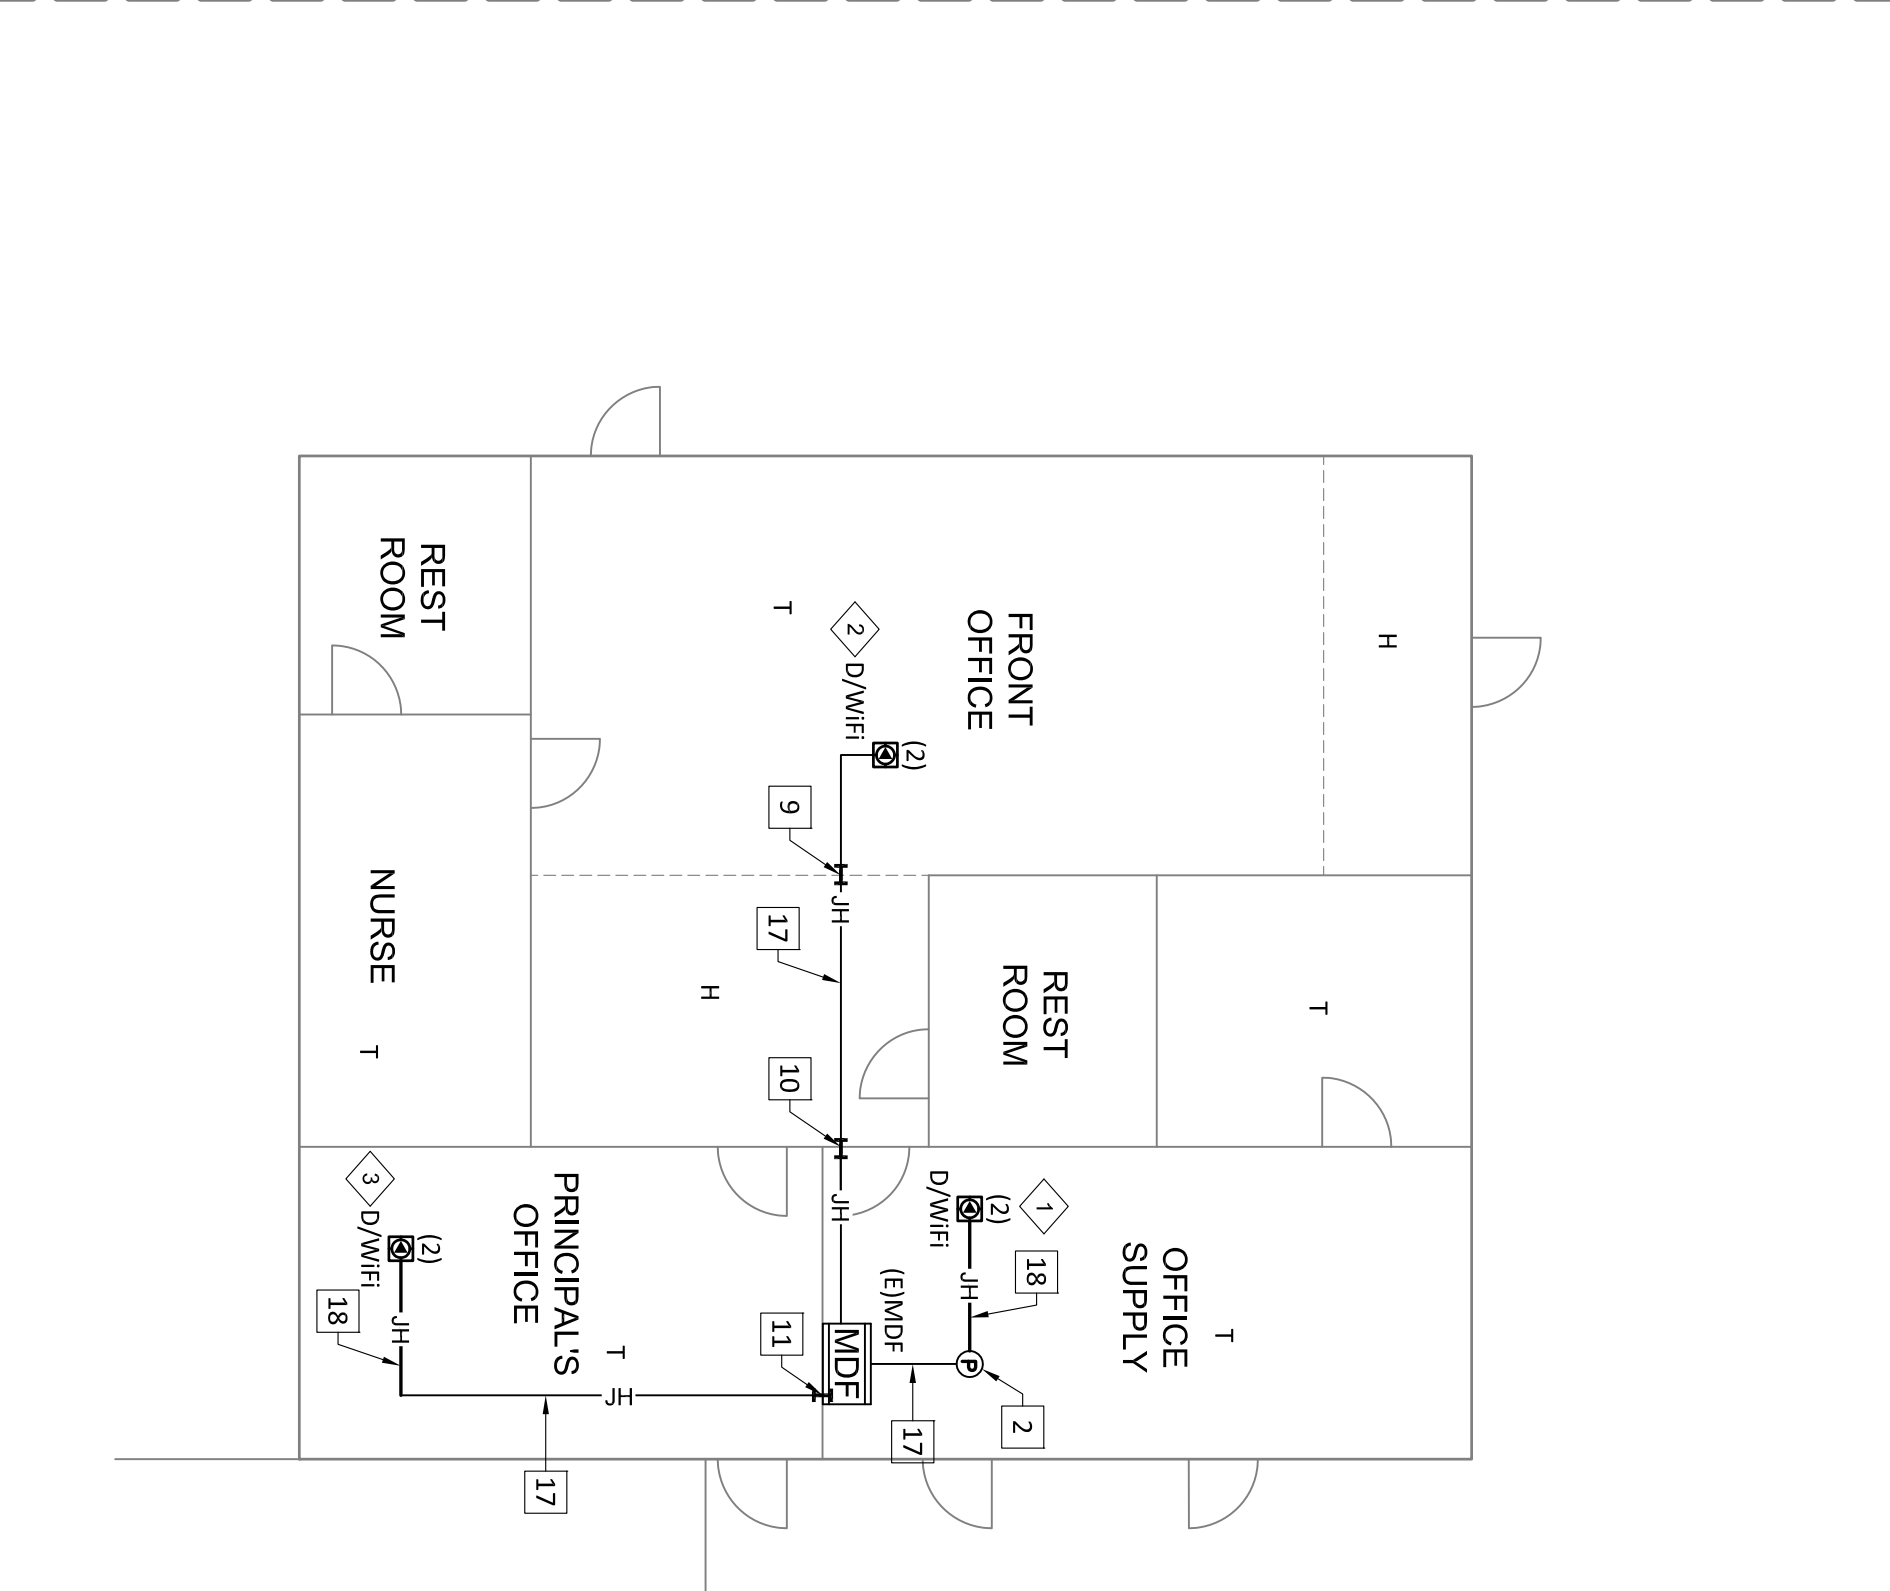 REST
ROOM
FRONT
OFFICE
H
T
2
D/WiFi
(2)
9
JH
17
H
NURSE
T
REST
ROOM
T
10
JH
3
D/WiFi
(2)
18
JH
PRINCIPAL'S
OFFICE
T
JH
17
11
MDF
(E)MDF
1
D/WiFi
(2)
18
JH
P
2
17
OFFICE
SUPPLY
T